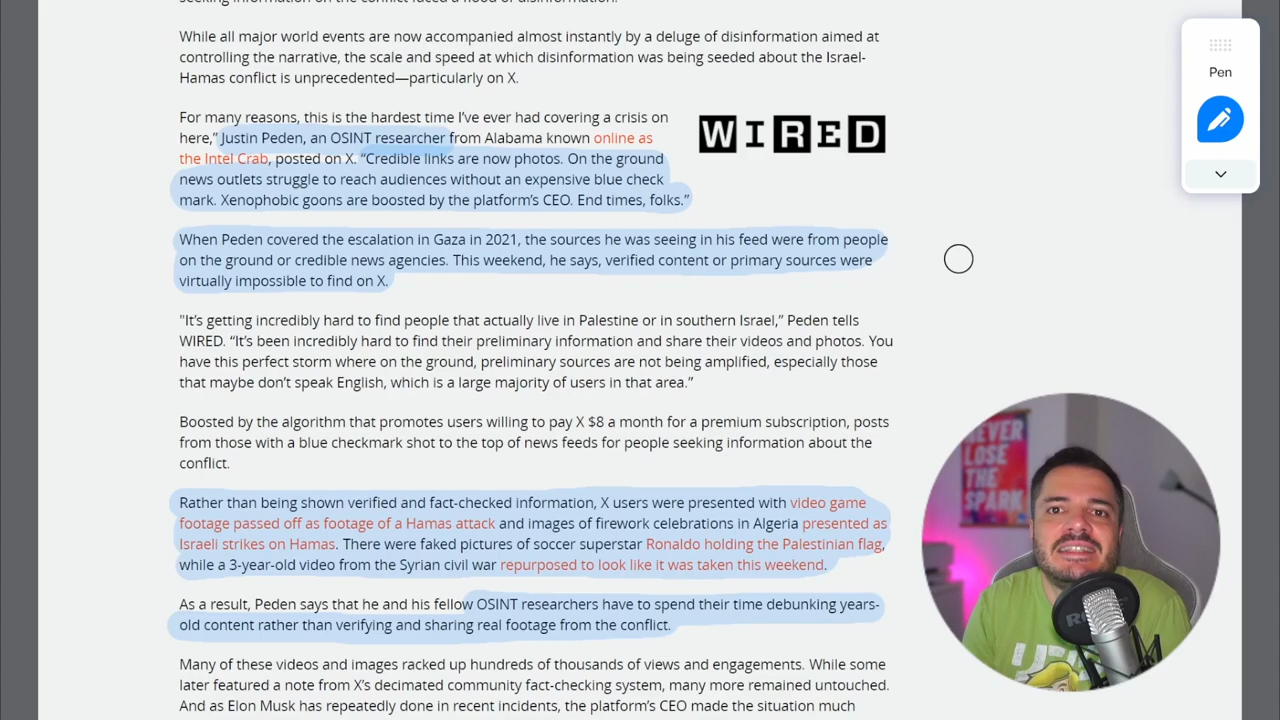 seeking information on the conflict faced a flood of disinformation.
While all major world events are now accompanied almost instantly by a deluge of disinformation aimed at
controlling the narrative, the scale and speed at which disinformation was being seeded about the Israel-
Hamas conflict is unprecedented—particularly on X.
For many reasons, this is the hardest time I've ever had covering a crisis on
here,” Justin Peden, an OSINT researcher from Alabama known online as
the Intel Crab, posted on X. “Credible links are now photos. On the ground
news outlets struggle to reach audiences without an expensive blue check
mark. Xenophobic goons are boosted by the platform's CEO. End times, folks.”
WIRED
When Peden covered the escalation in Gaza in 2021, the sources he was seeing in his feed were from people
on the ground or credible news agencies. This weekend, he says, verified content or primary sources were
virtually impossible to find on X.
"It's getting incredibly hard to find people that actually live in Palestine or in southern Israel,” Peden tells
WIRED. “It's been incredibly hard to find their preliminary information and share their videos and photos. You
have this perfect storm where on the ground, preliminary sources are not being amplified, especially those
that maybe don't speak English, which is a large majority of users in that area.”
Boosted by the algorithm that promotes users willing to pay X $8 a month for a premium subscription, posts
from those with a blue checkmark shot to the top of news feeds for people seeking information about the
conflict.
Rather than being shown verified and fact-checked information, X users were presented with video game
footage passed off as footage of a Hamas attack and images of firework celebrations in Algeria presented as
Israeli strikes on Hamas. There were faked pictures of soccer superstar Ronaldo holding the Palestinian flag,
while a 3-year-old video from the Syrian civil war repurposed to look like it was taken this weekend.
As a result, Peden says that he and his fellow OSINT researchers have to spend their time debunking years-
old content rather than verifying and sharing real footage from the conflict.
Many of these videos and images racked up hundreds of thousands of views and engagements. While some
later featured a note from X's decimated community fact-checking system, many more remained untouched.
And as Elon Musk has repeatedly done in recent incidents, the platform's CEO made the situation much
Pen
NEVER
LOSE
THE
SPARK